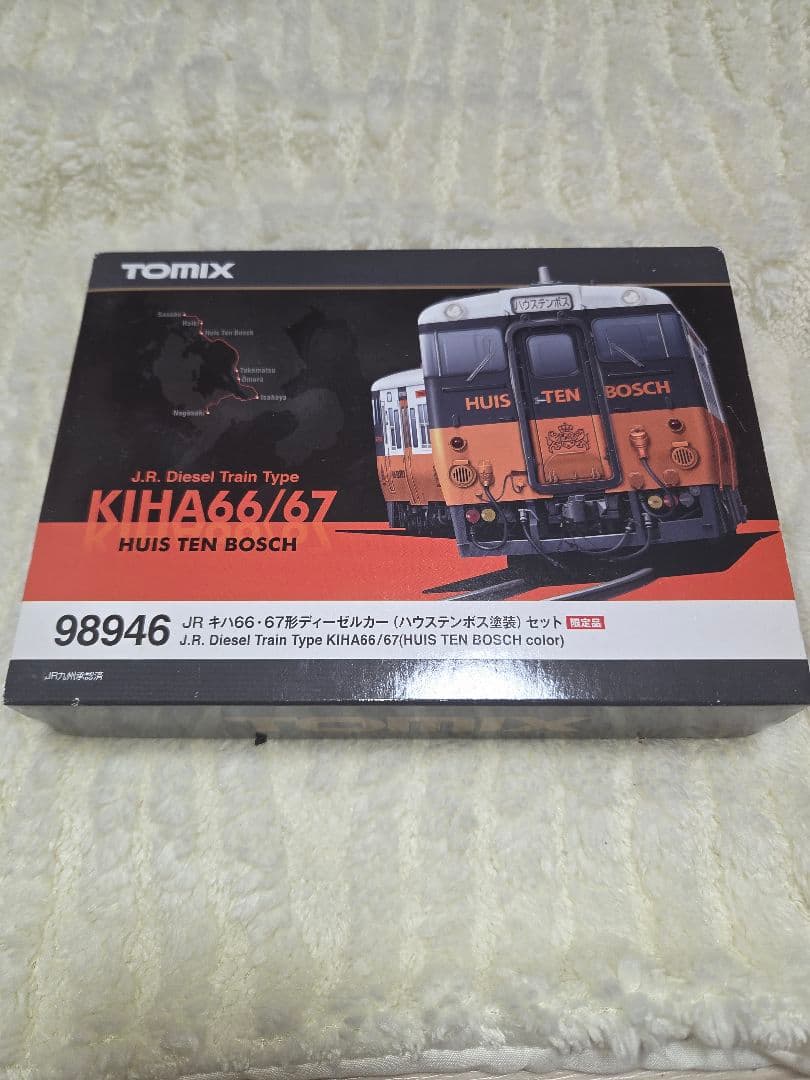 TOMIX
ハウステンボス
Sasebo
Haiki
Huis Ten Bosch
Takematsu
Omura
Isahaya
Nagasaki
HUIS TEN BOSCH
J.R. Diesel Train Type
KIHA66/67
HUIS TEN BOSCH
98946 JR キハ66・67形ディーゼルカー(ハウステンボス塗装)セット 限定品
J.R. Diesel Train Type KIHA66/67(HUIS TEN BOSCH color)
JR九州承認済
TOMIX